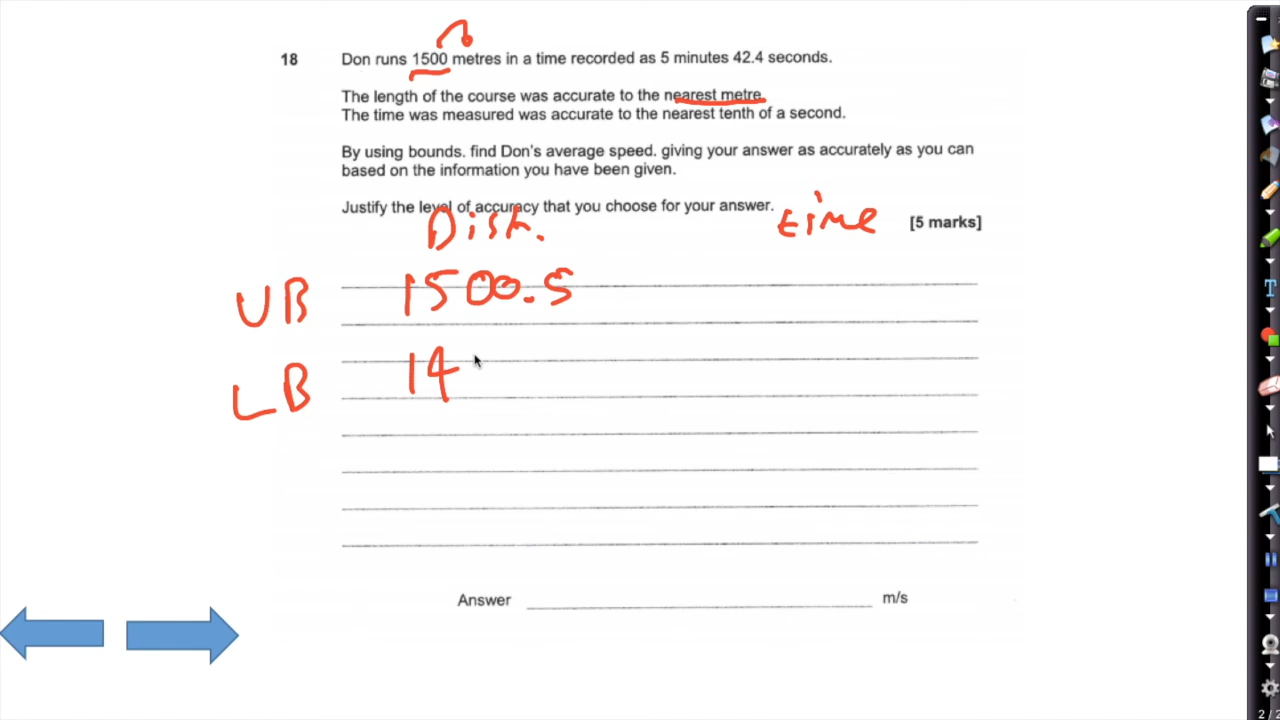 18 Don runs 1500 metres in a time recorded as 5 minutes 42.4 seconds.
The length of the course was accurate to the nearest metre.
The time was measured was accurate to the nearest tenth of a second.
By using bounds. find Don's average speed. giving your answer as accurately as you can
based on the information you have been given.
Justify the level of accuracy that you choose for your answer.
[5 marks]
Dist. time
UB 1500.5
LB 14
Answer m/s
T
2 / 2